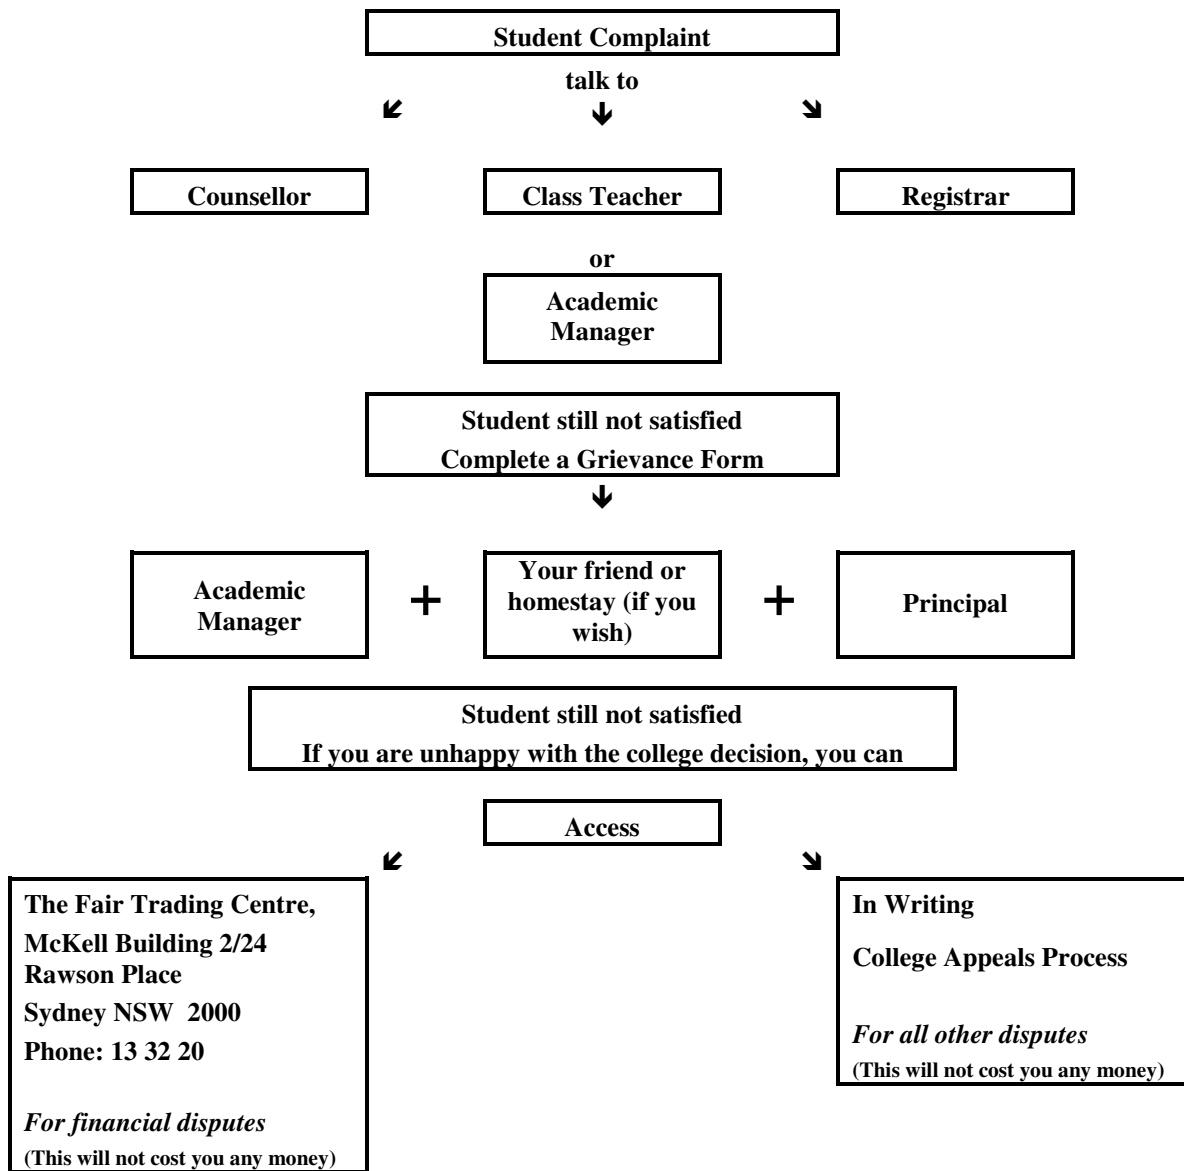 Student Complaint
talk to
Counsellor
Class Teacher
Registrar
or
Academic
Manager
Student still not satisfied
Complete a Grievance Form
Academic
Manager
+
Your friend or
homestay (if you
wish)
+
Principal
Student still not satisfied
If you are unhappy with the college decision, you can
Access
The Fair Trading Centre,
McKell Building 2/24
Rawson Place
Sydney NSW 2000
Phone: 13 32 20
For financial disputes
(This will not cost you any money)
In Writing
College Appeals Process
For all other disputes
(This will not cost you any money)